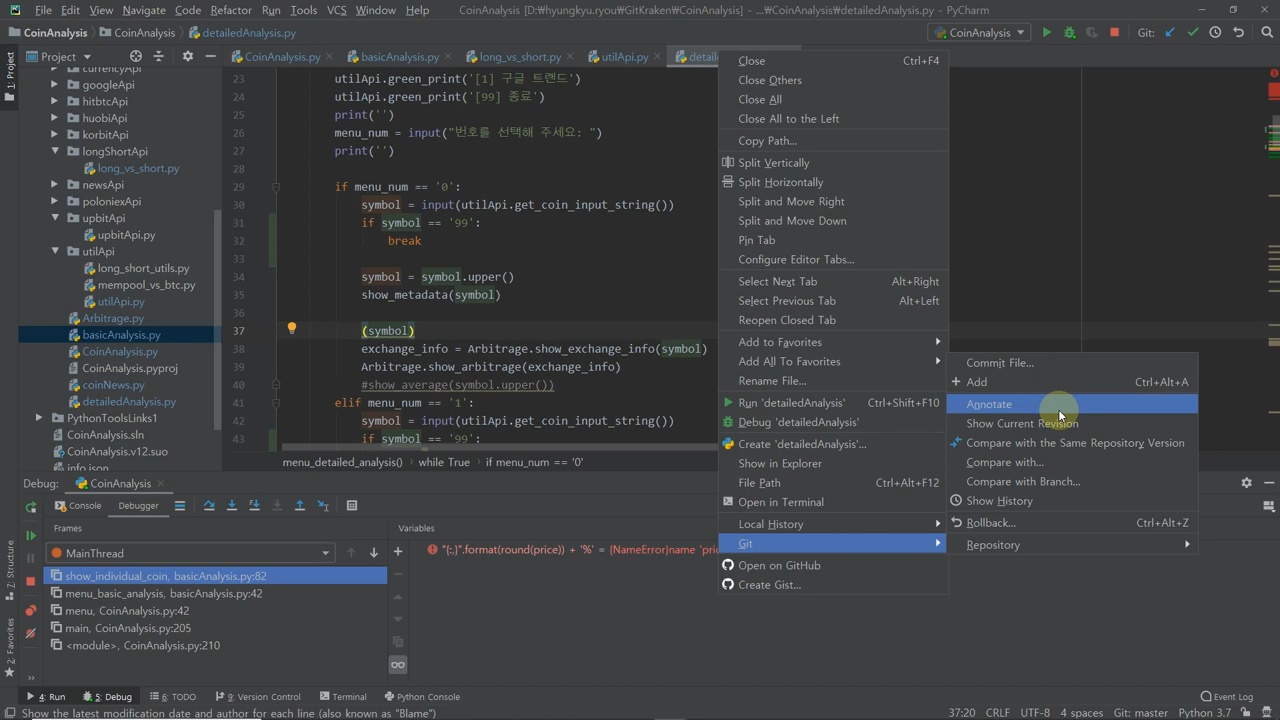 File Edit View Navigate Code Refactor Run Tools VCS Window Help CoinAnalysis [D:₩hyungkyu.ryou₩GitKraken₩CoinAnalysis] - ...₩CoinAnalysis₩detailedAnalysis.py - PyCharm
CoinAnalysis CoinAnalysis detailedAnalysis.py CoinAnalysis Git:
Project CoinAnalysis.py basicAnalysis.py long_vs_short.py utilApi.py
1: Project
currencyApi
googleApi
hitbtcApi
huobiApi
korbitApi
longShortApi
long_vs_short.py
newsApi
poloniexApi
upbitApi
upbitApi.py
utilApi
long_short_utils.py
mempool_vs_btc.py
utilApi.py
Arbitrage.py
basicAnalysis.py
CoinAnalysis.py
CoinAnalysis.pyproj
coinNews.py
detailedAnalysis.py
PythonToolsLinks1
CoinAnalysis.sln
CoinAnalysis.v12.suo
info.json
23 utilApi.green_print('[1] 구글 트랜드')
24 utilApi.green_print('[99] 종료')
25 print('')
26 menu_num = input("번호를 선택해 주세요: ")
27 print('')
28
29 if menu_num == '0':
30 symbol = input(utilApi.get_coin_input_string())
31 if symbol == '99':
32 break
33
34 symbol = symbol.upper()
35 show_metadata(symbol)
36
37 (symbol)
38 exchange_info = Arbitrage.show_exchange_info(symbol)
39 Arbitrage.show_arbitrage(exchange_info)
40 #show_average(symbol.upper())
41 elif menu_num == '1':
42 symbol = input(utilApi.get_coin_input_string())
43 if symbol == '99':
menu_detailed_analysis() while True if menu_num == '0'
Close Ctrl+F4
Close Others
Close All
Close All to the Left
Copy Path...
Split Vertically
Split Horizontally
Split and Move Right
Split and Move Down
Pin Tab
Configure Editor Tabs...
Select Next Tab Alt+Right
Select Previous Tab Alt+Left
Reopen Closed Tab
Add to Favorites
Add All To Favorites
Rename File...
Run 'detailedAnalysis' Ctrl+Shift+F10
Debug 'detailedAnalysis'
Create 'detailedAnalysis'...
Show in Explorer
File Path Ctrl+Alt+F12
Open in Terminal
Local History
Git
Open on GitHub
Create Gist...
Commit File...
Add Ctrl+Alt+A
Annotate
Show Current Revision
Compare with the Same Repository Version
Compare with...
Compare with Branch...
Show History
Rollback... Ctrl+Alt+Z
Repository
Debug: CoinAnalysis
Console Debugger
Frames Variables
MainThread
show_individual_coin, basicAnalysis.py:82
menu_basic_analysis, basicAnalysis.py:42
menu, CoinAnalysis.py:42
main, CoinAnalysis.py:205
<module>, CoinAnalysis.py:210
"{:,}".format(round(price)) + '%' = {NameError}name
7: Structure
2: Favorites
4: Run 5: Debug 6: TODO 9: Version Control Terminal Python Console Event Log
Show the latest modification date and author for each line (also known as "Blame") 37:20 CRLF UTF-8 4 spaces Git: master Python 3.7